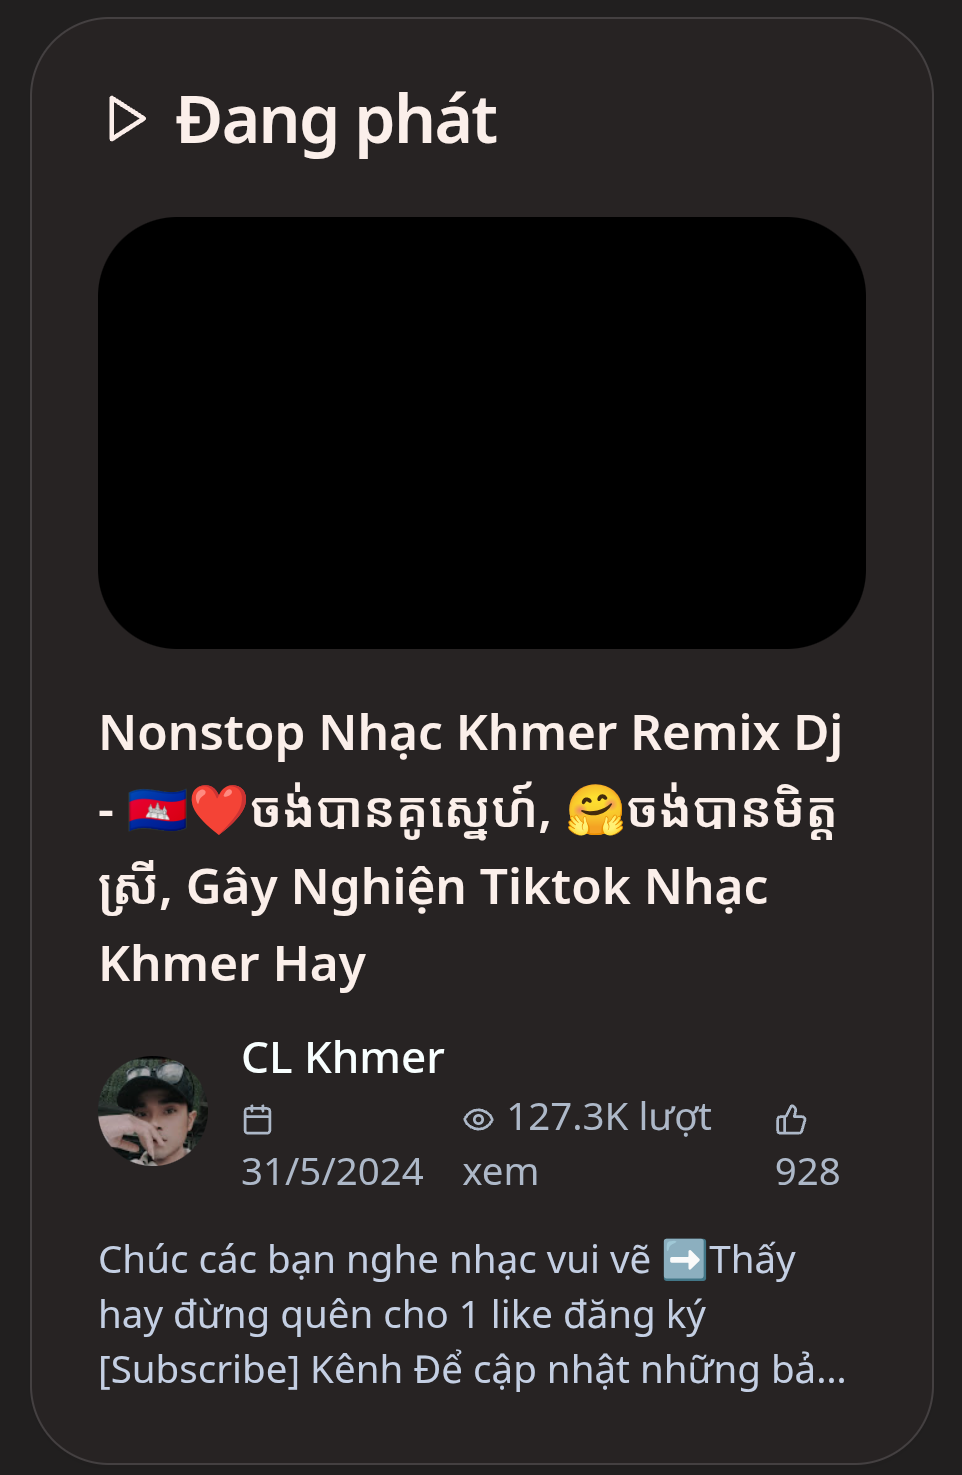 Đang phát
Nonstop Nhạc Khmer Remix Dj
- 🇰🇭❤️ចង់បានគូស្នេហ៍, 🤗ចង់បានមិត្ត
ស្រី, Gây Nghiện Tiktok Nhạc
Khmer Hay
CL Khmer
31/5/2024
127.3K lượt
xem
928
Chúc các bạn nghe nhạc vui vẽ ➡️Thấy
hay đừng quên cho 1 like đăng ký
[Subscribe] Kênh Để cập nhật những bả...